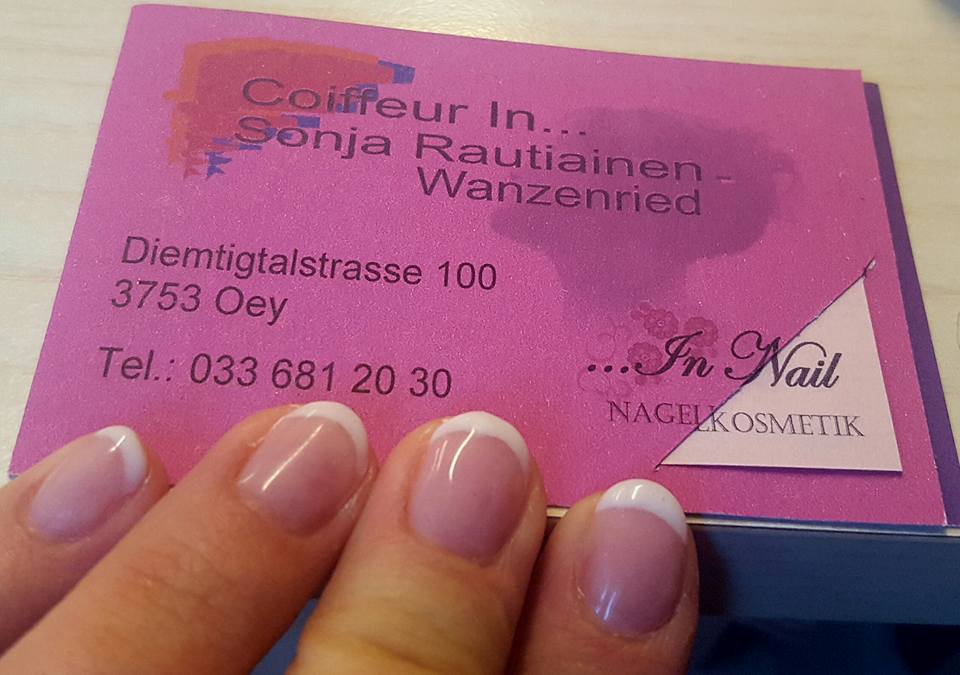 Coiffeur In...
Sonja Rautiainen -
Wanzenried
Diemtigtalstrasse 100
3753 Oey
Tel.: 033 681 20 30
...In Nail
NAGELKOSMETIK